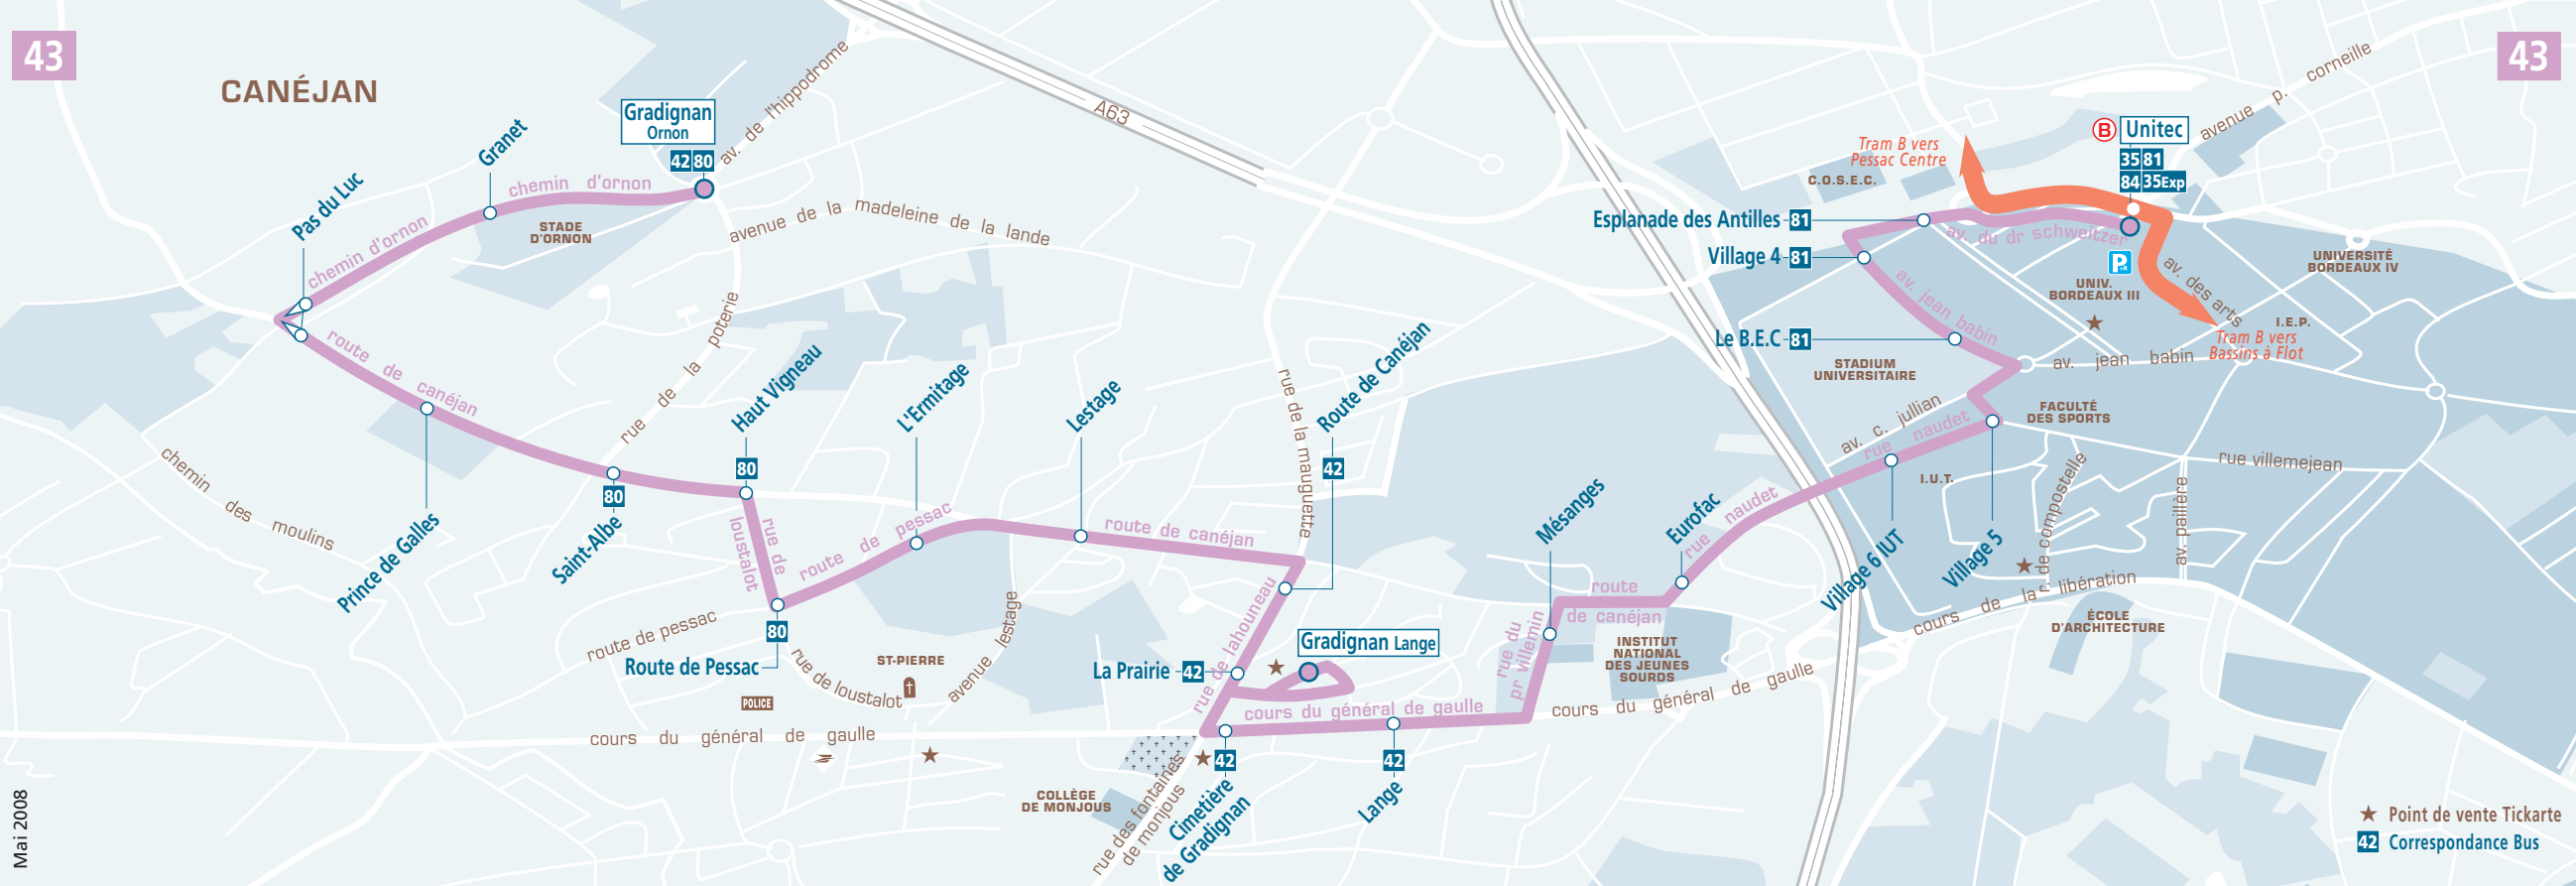 43
CANÉJAN
43
Gradignan
Ornon
42 80
av. de l'hippodrome
A63
avenue p. corneille
B Unitec
35 81
84 35Exp
Tram B vers
Pessac Centre
C.O.S.E.C.
Granet
Pas du Luc
chemin d'ornon
chemin d'ornon
STADE
D'ORNON
avenue de la madeleine de la lande
Esplanade des Antilles 81
av. du dr schweitzer
Village 4 81
P+R
av. des arts
UNIVERSITÉ
BORDEAUX IV
UNIV.
BORDEAUX III
I.E.P.
Tram B vers
Bassins à Flot
av. jean babin
Le B.E.C 81
av. jean babin
STADIUM
UNIVERSITAIRE
FACULTÉ
DES SPORTS
av. c. jullian
rue naudet
rue villemejean
I.U.T.
r. de compostelle
av. paillère
route de canéjan
rue de la poterie
chemin des moulins
Prince de Galles
80
Saint-Albe
Haut Vigneau
80
rue de
loustalot
L'Ermitage
Lestage
route de pessac
route de canéjan
rue de la mauguette
Route de Canéjan
42
Mésanges
Eurofac
rue naudet
Village 6 IUT
Village 5
cours de la libération
ÉCOLE
D'ARCHITECTURE
route de pessac
80
Route de Pessac
rue de loustalot
ST-PIERRE
avenue lestage
POLICE
rue de lahouneau
La Prairie 42
Gradignan Lange
route
de canéjan
rue du
pr villemin
INSTITUT
NATIONAL
DES JEUNES
SOURDS
cours du général de gaulle
cours du général de gaulle
cours du général de gaulle
42
Cimetière
de Gradignan
42
Lange
COLLÈGE
DE MONJOUS
rue des fontaines
de monjous
Mai 2008
Point de vente Tickarte
42 Correspondance Bus